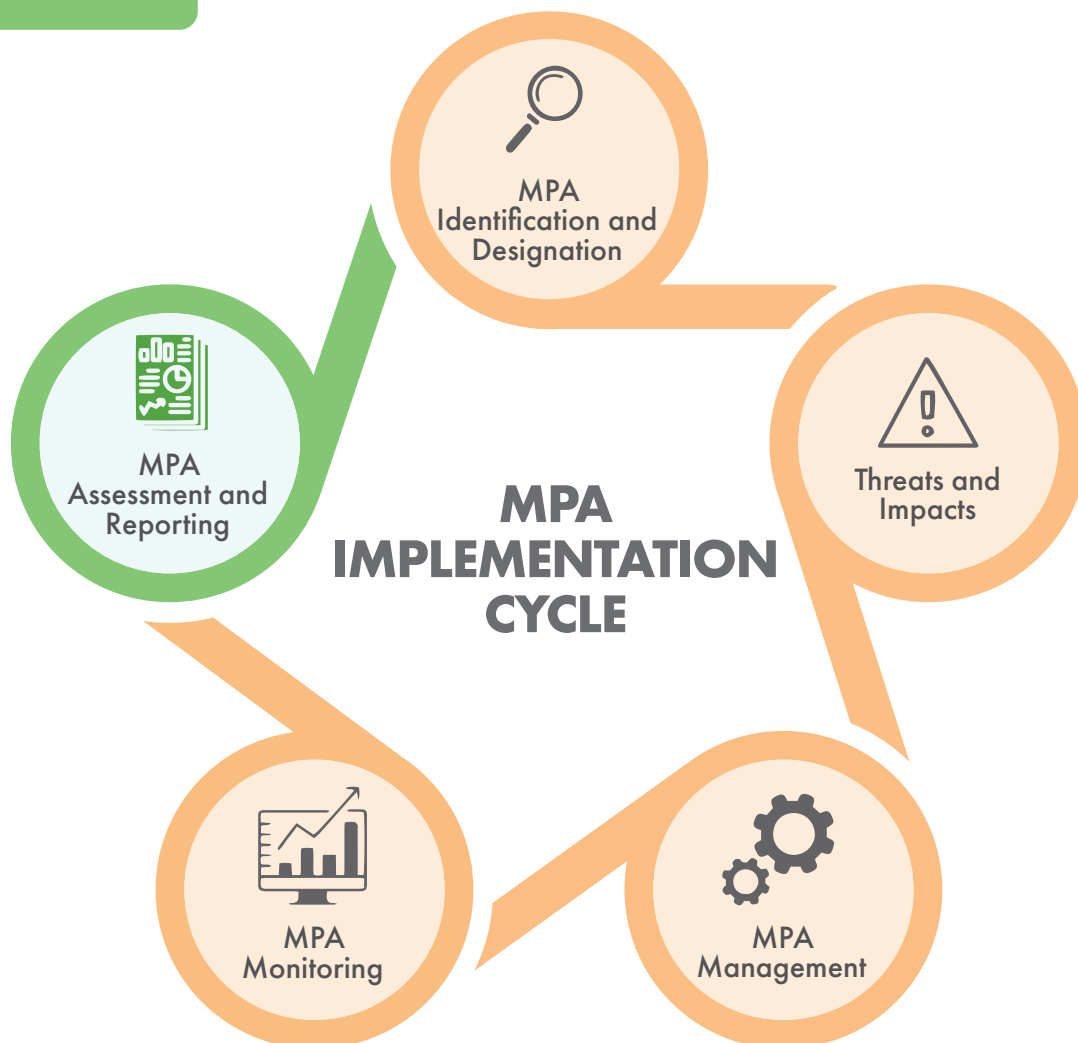 MPA
Identification and
Designation
Threats and
Impacts
MPA
Management
MPA
Monitoring
MPA
Assessment and
Reporting
MPA
IMPLEMENTATION
CYCLE